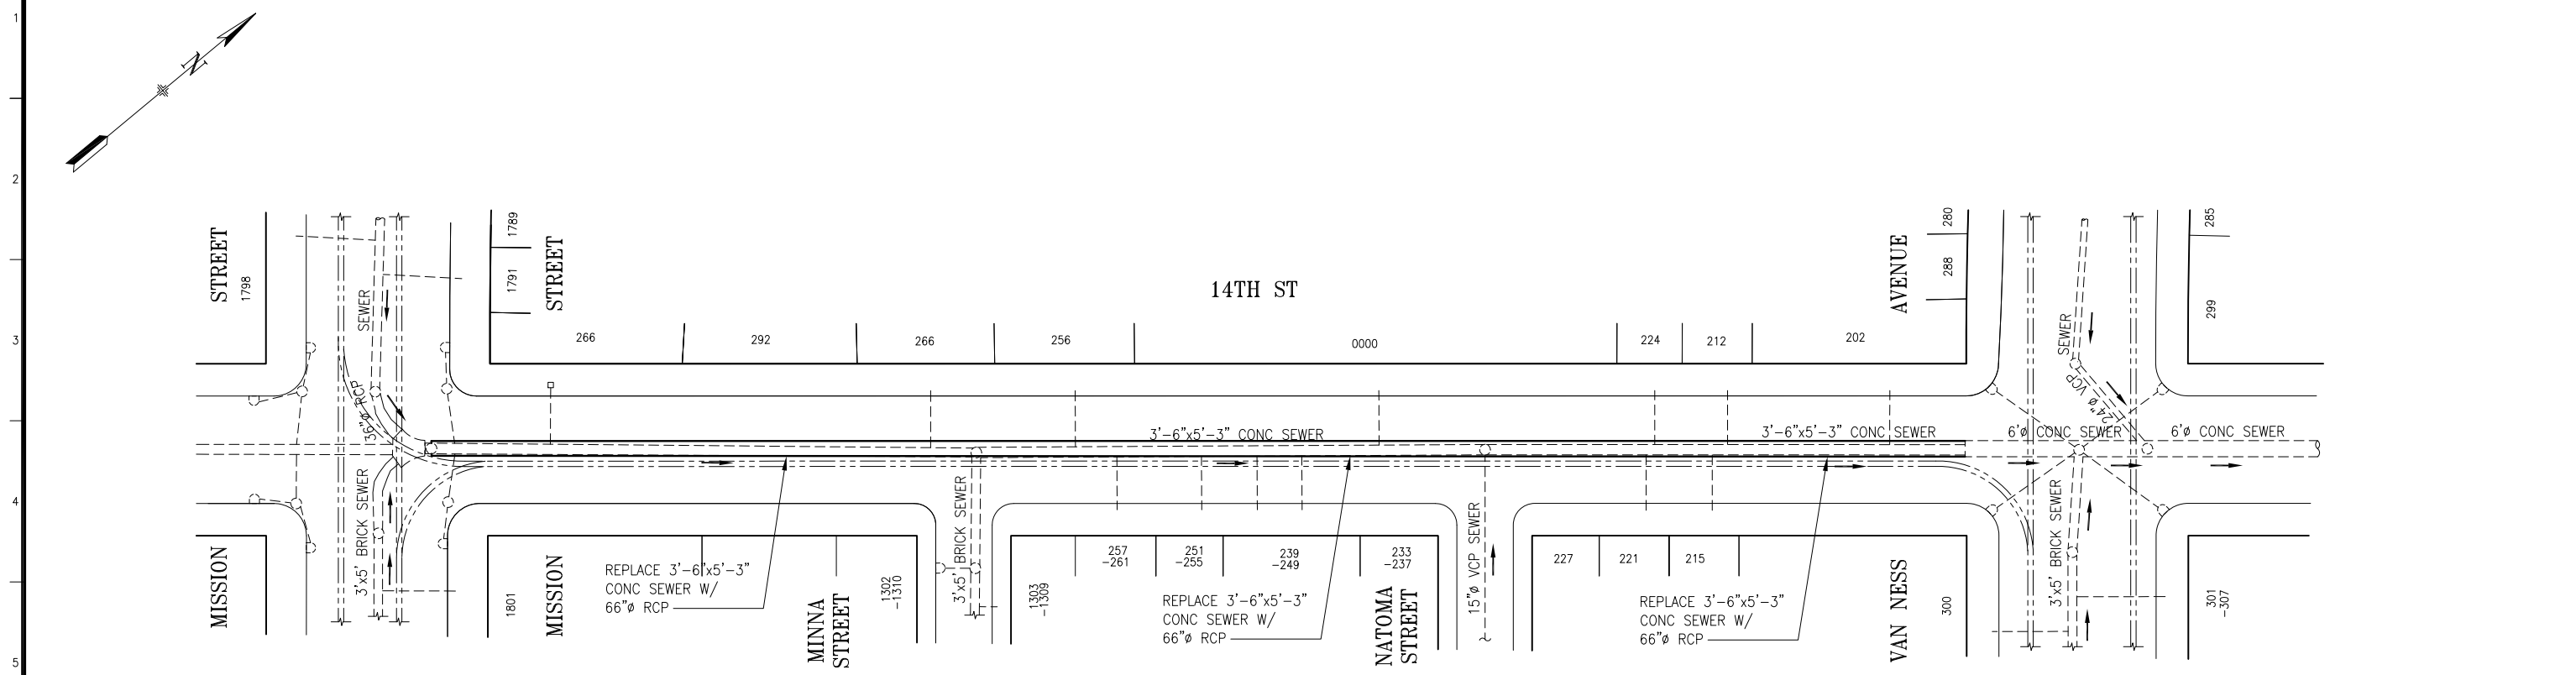 1
N
2
STREET
1798
1789
1791
STREET
SEWER
14TH ST
280
288
AVENUE
285
299
SEWER
3
266
292
266
256
0000
224
212
202
36"ø RCP
24"ø VCP
3'-6"x5'-3" CONC SEWER
3'-6"x5'-3" CONC SEWER
6'ø CONC SEWER
6'ø CONC SEWER
4
3'x5' BRICK SEWER
3'x5' BRICK SEWER
15"ø VCP SEWER
3'x5' BRICK SEWER
257
-261
251
-255
239
-249
233
-237
227
221
215
MISSION
1801
MISSION
REPLACE 3'-6"x5'-3"
CONC SEWER W/
66"ø RCP
MINNA
STREET
1302
-1310
1303
-1309
REPLACE 3'-6"x5'-3"
CONC SEWER W/
66"ø RCP
NATOMA
STREET
REPLACE 3'-6"x5'-3"
CONC SEWER W/
66"ø RCP
VAN NESS
300
301
-307
5